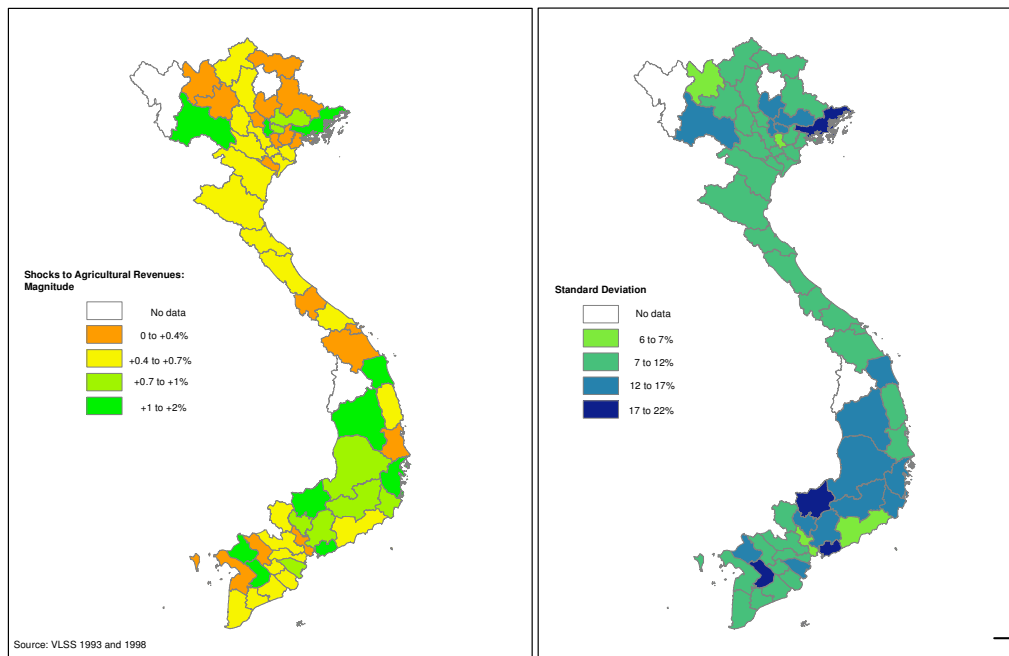 Shocks to Agricultural Revenues:
Magnitude
No data
0 to +0.4%
+0.4 to +0.7%
+0.7 to +1%
+1 to +2%
Source: VLSS 1993 and 1998
Standard Deviation
No data
6 to 7%
7 to 12%
12 to 17%
17 to 22%